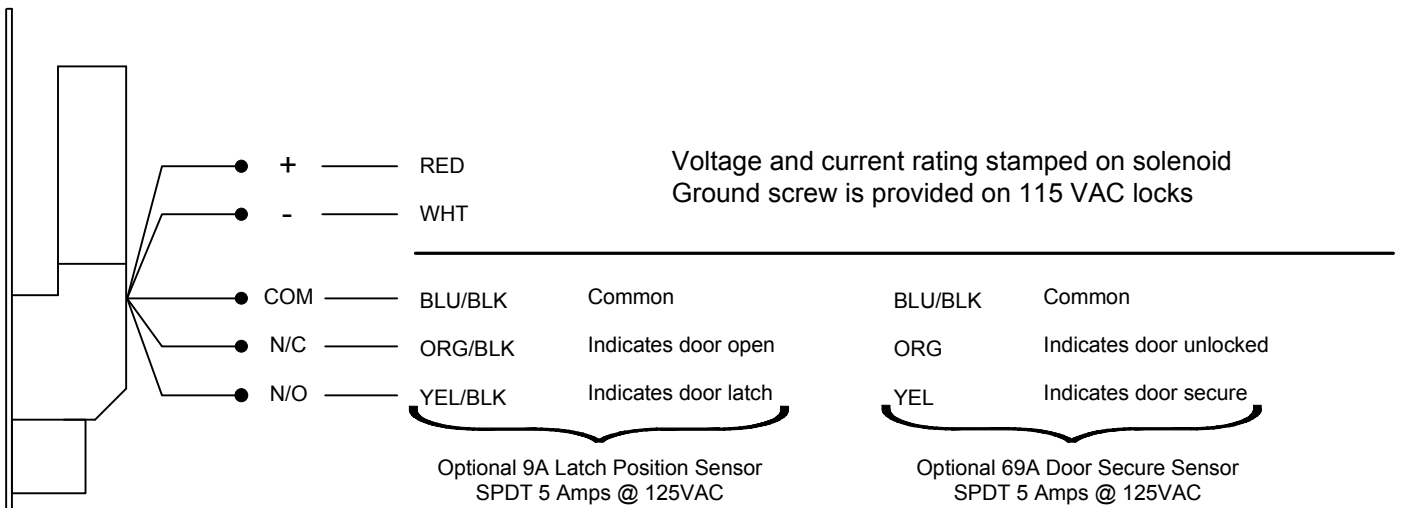 + RED
- WHT
Voltage and current rating stamped on solenoid
Ground screw is provided on 115 VAC locks
COM BLU/BLK Common BLU/BLK Common
N/C ORG/BLK Indicates door open ORG Indicates door unlocked
N/O YEL/BLK Indicates door latch YEL Indicates door secure
Optional 9A Latch Position Sensor
SPDT 5 Amps @ 125VAC
Optional 69A Door Secure Sensor
SPDT 5 Amps @ 125VAC